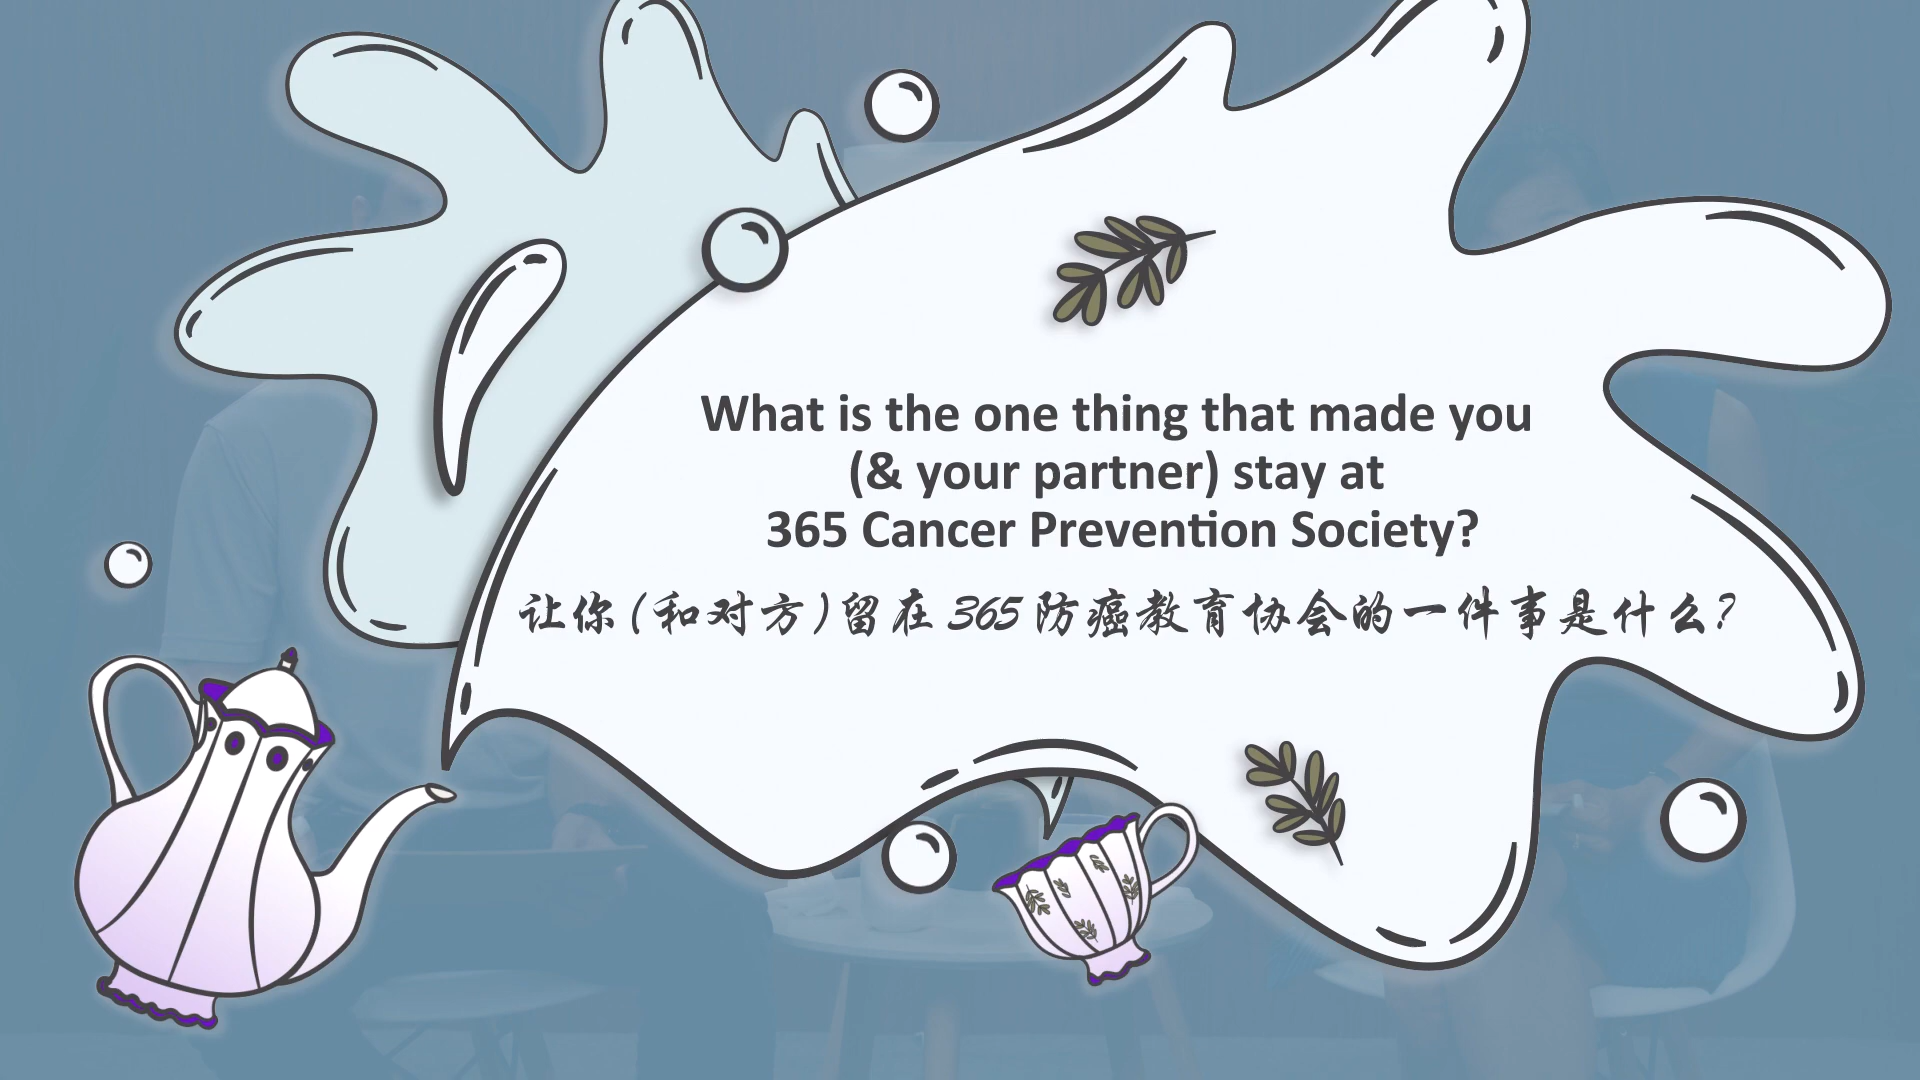 What is the one thing that made you
(& your partner) stay at
365 Cancer Prevention Society?
让你(和对方)留在365防癌教育协会的一件事是什么?